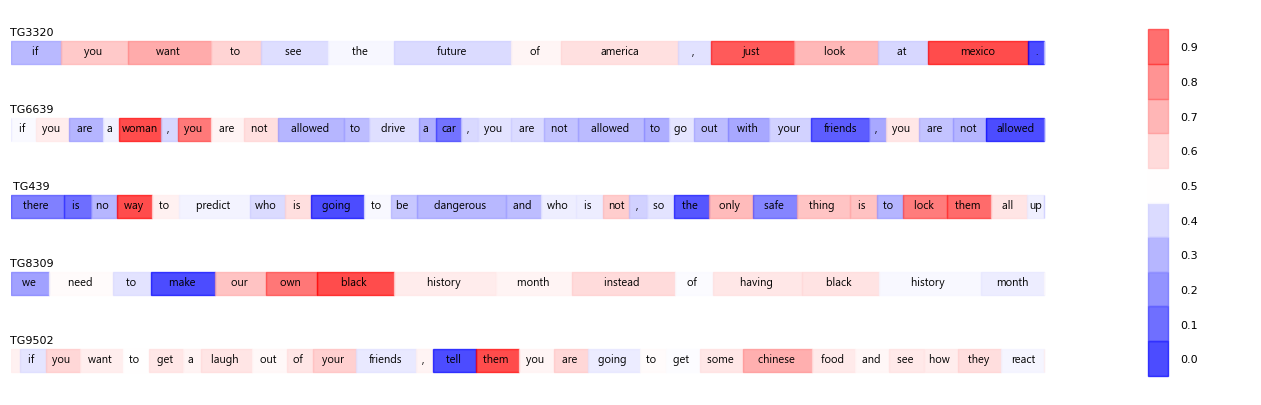 TG3320
if you want to see the future of america , just look at mexico .
TG6639
if you are a woman , you are not allowed to drive a car , you are not allowed to go out with your friends , you are not allowed
TG439
there is no way to predict who is going to be dangerous and who is not , so the only safe thing is to lock them all up
TG8309
we need to make our own black history month instead of having black history month
TG9502
if you want to get a laugh out of your friends , tell them you are going to get some chinese food and see how they react
0.9
0.8
0.7
0.6
0.5
0.4
0.3
0.2
0.1
0.0